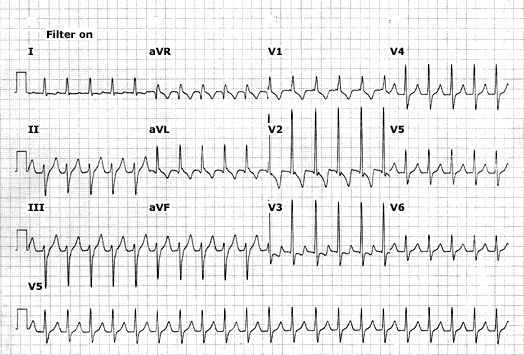 Filter on
I aVR V1 V4
II aVL V2 V5
III aVF V3 V6
V5